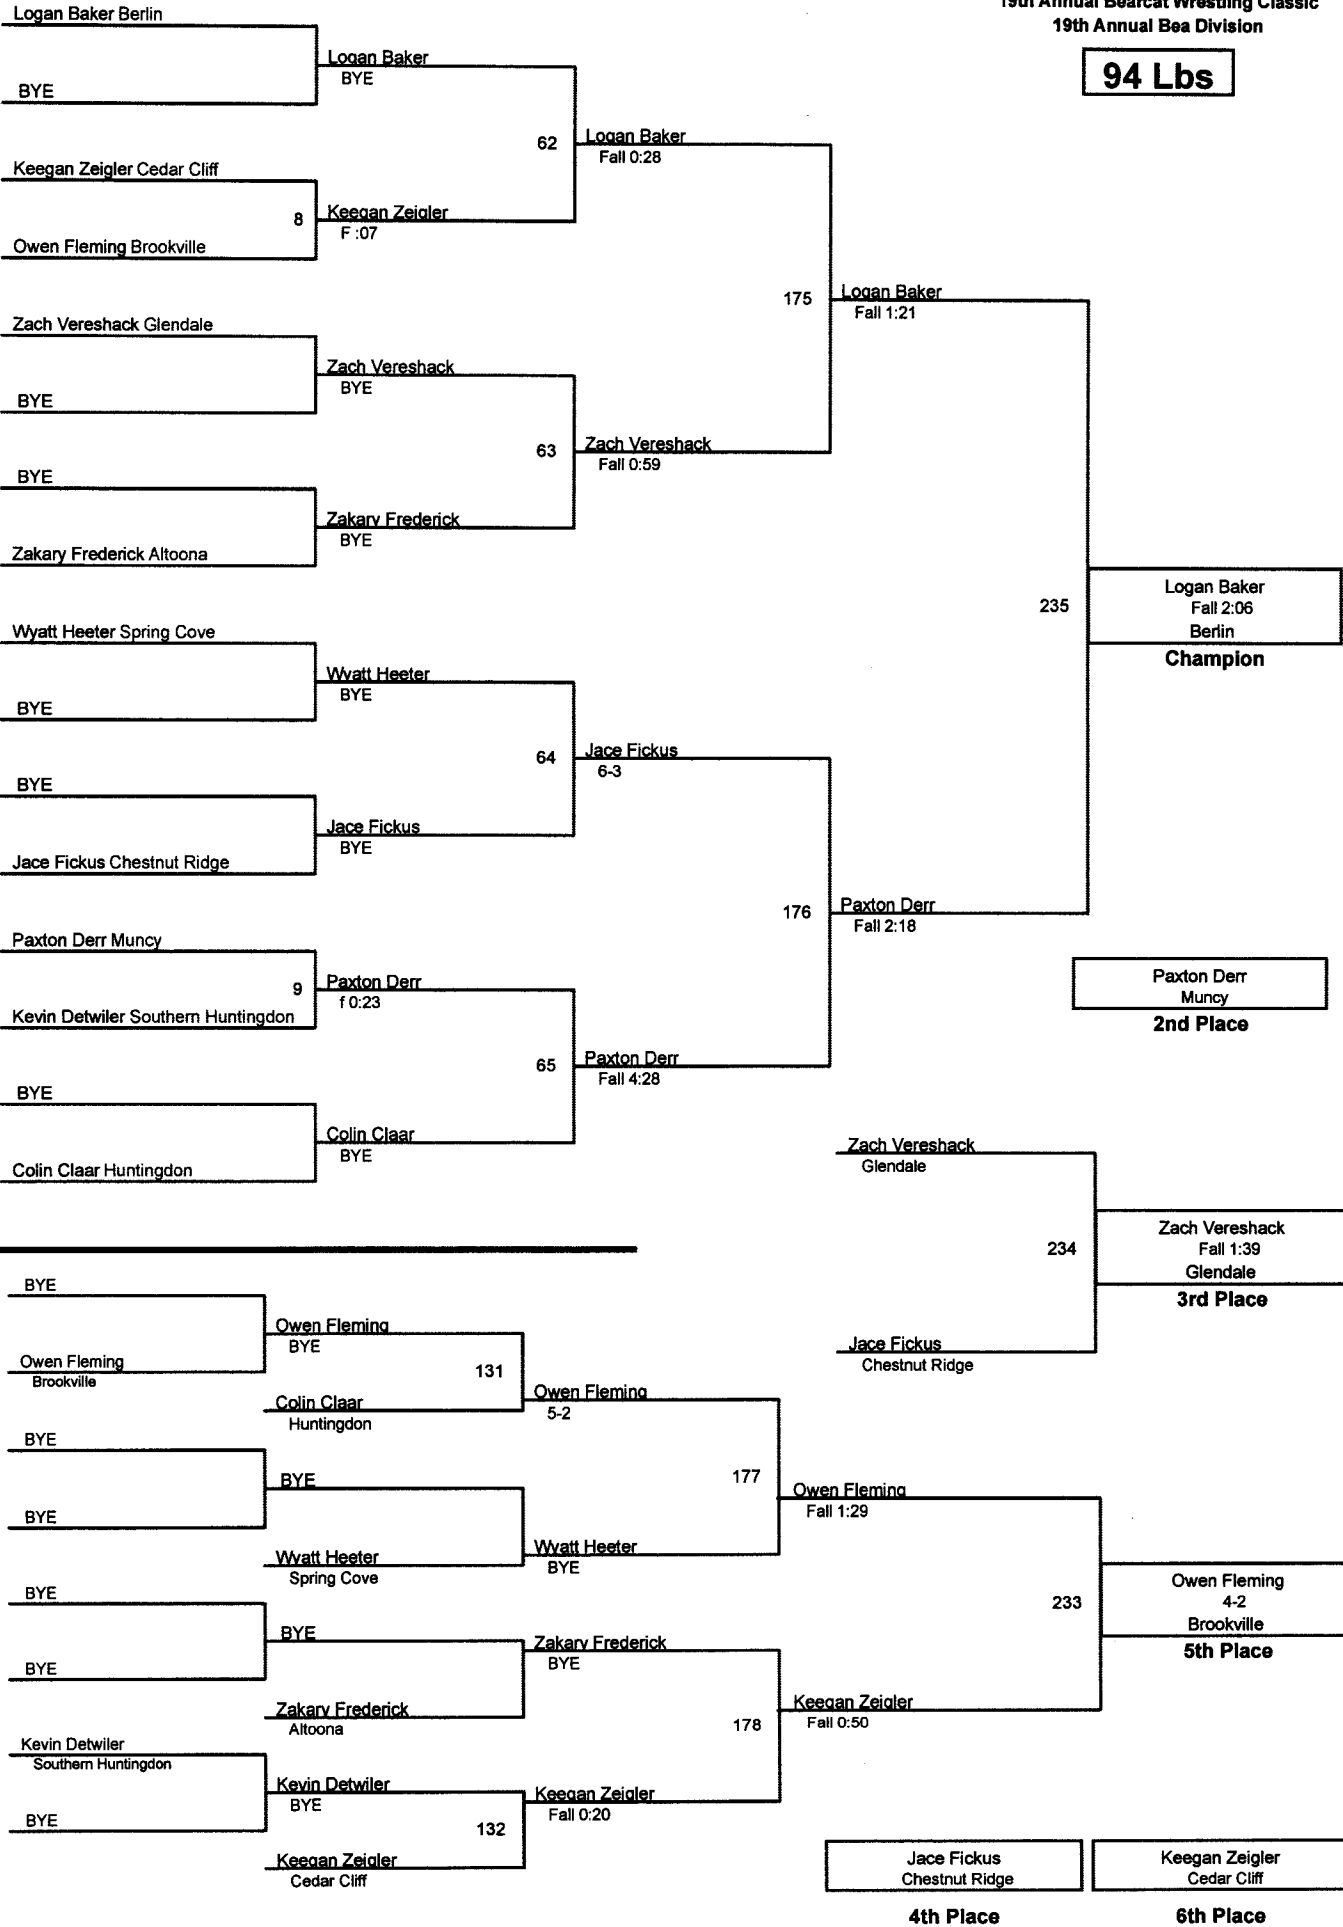 19th Annual Bearcat Wrestling Classic
19th Annual Bea Division
94 Lbs
Logan Baker Berlin
Logan Baker
BYE
BYE
62
Logan Baker
Fall 0:28
Keegan Zeigler Cedar Cliff
8
Keegan Zeigler
F :07
Owen Fleming Brookville
175
Logan Baker
Fall 1:21
Zach Vereshack Glendale
Zach Vereshack
BYE
BYE
63
Zach Vereshack
Fall 0:59
BYE
Zakary Frederick
BYE
Zakary Frederick Altoona
235
Logan Baker
Fall 2:06
Berlin
Champion
Wyatt Heeter Spring Cove
Wyatt Heeter
BYE
BYE
64
Jace Fickus
6-3
BYE
Jace Fickus
BYE
Jace Fickus Chestnut Ridge
176
Paxton Derr
Fall 2:18
Paxton Derr Muncy
9
Paxton Derr
f 0:23
Kevin Detwiler Southern Huntingdon
Paxton Derr
Muncy
2nd Place
65
Paxton Derr
Fall 4:28
BYE
Colin Claar
BYE
Colin Claar Huntingdon
Zach Vereshack
Glendale
234
Zach Vereshack
Fall 1:39
Glendale
3rd Place
Jace Fickus
Chestnut Ridge
BYE
Owen Fleming
BYE
Owen Fleming
Brookville
131
Owen Fleming
5-2
Colin Claar
Huntingdon
BYE
BYE
BYE
177
Owen Fleming
Fall 1:29
Wyatt Heeter
Spring Cove
Wyatt Heeter
BYE
BYE
BYE
BYE
Zakary Frederick
BYE
Zakary Frederick
Altoona
233
Owen Fleming
4-2
Brookville
5th Place
178
Keegan Zeigler
Fall 0:50
Kevin Detwiler
Southern Huntingdon
Kevin Detwiler
BYE
BYE
132
Keegan Zeigler
Fall 0:20
Keegan Zeigler
Cedar Cliff
Jace Fickus
Chestnut Ridge
4th Place
Keegan Zeigler
Cedar Cliff
6th Place